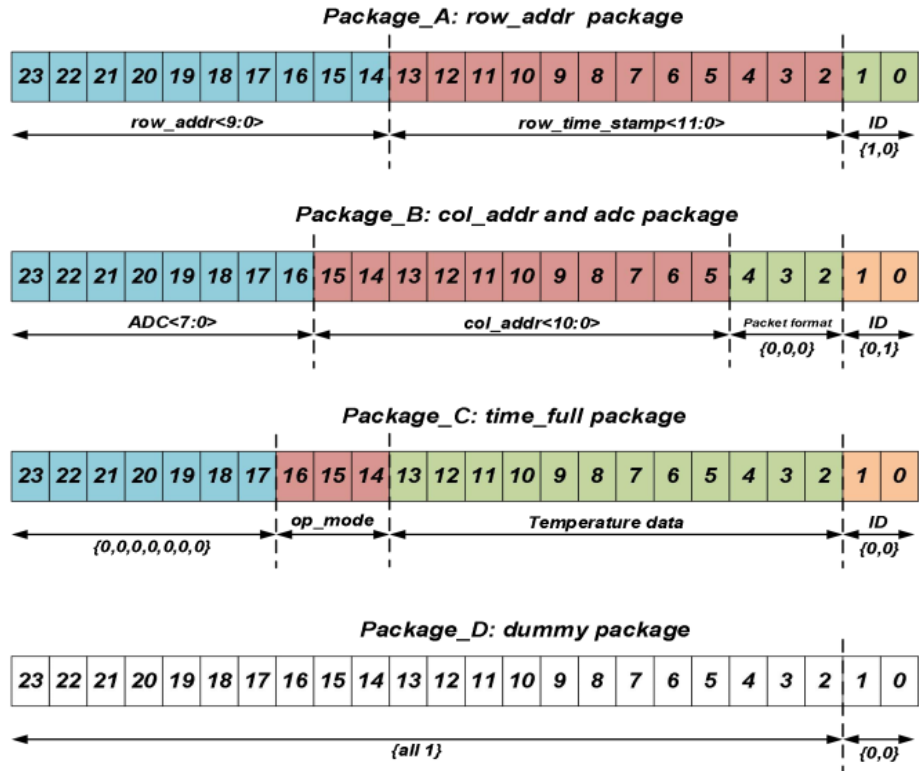 Package_A: row_addr package
23 22 21 20 19 18 17 16 15 14 13 12 11 10 9 8 7 6 5 4 3 2 1 0
row_addr<9:0> row_time_stamp<11:0> ID
{1,0}
Package_B: col_addr and adc package
23 22 21 20 19 18 17 16 15 14 13 12 11 10 9 8 7 6 5 4 3 2 1 0
ADC<7:0> col_addr<10:0> Packet format ID
{0,0,0} {0,1}
Package_C: time_full package
23 22 21 20 19 18 17 16 15 14 13 12 11 10 9 8 7 6 5 4 3 2 1 0
op_mode Temperature data ID
{0,0,0,0,0,0,0} {0,0}
Package_D: dummy package
23 22 21 20 19 18 17 16 15 14 13 12 11 10 9 8 7 6 5 4 3 2 1 0
{all 1} {0,0}